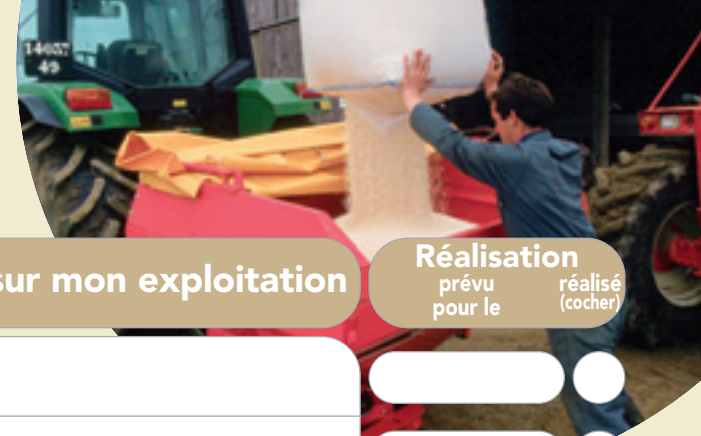 14657
49
sur mon exploitation
Réalisation
prévu
pour le
réalisé
(cocher)